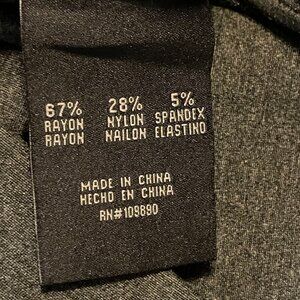 67% 28% 5%
RAYON NYLON SPANDEX
RAYON NAILON ELASTINO
MADE IN CHINA
HECHO EN CHINA
RN#109890